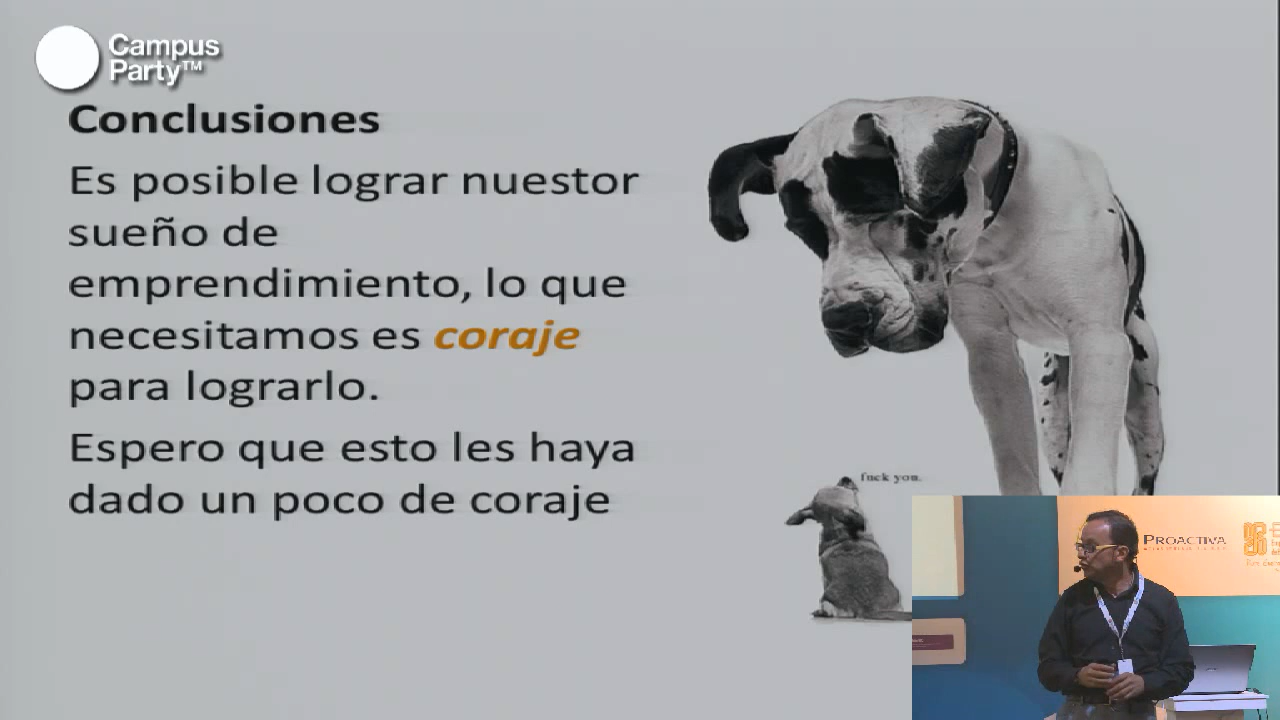 Campus
Party™
Conclusiones
Es posible lograr nuestor
sueño de
emprendimiento, lo que
necesitamos es coraje
para lograrlo.
Espero que esto les haya
dado un poco de coraje
fuck you.
PROACTIVA